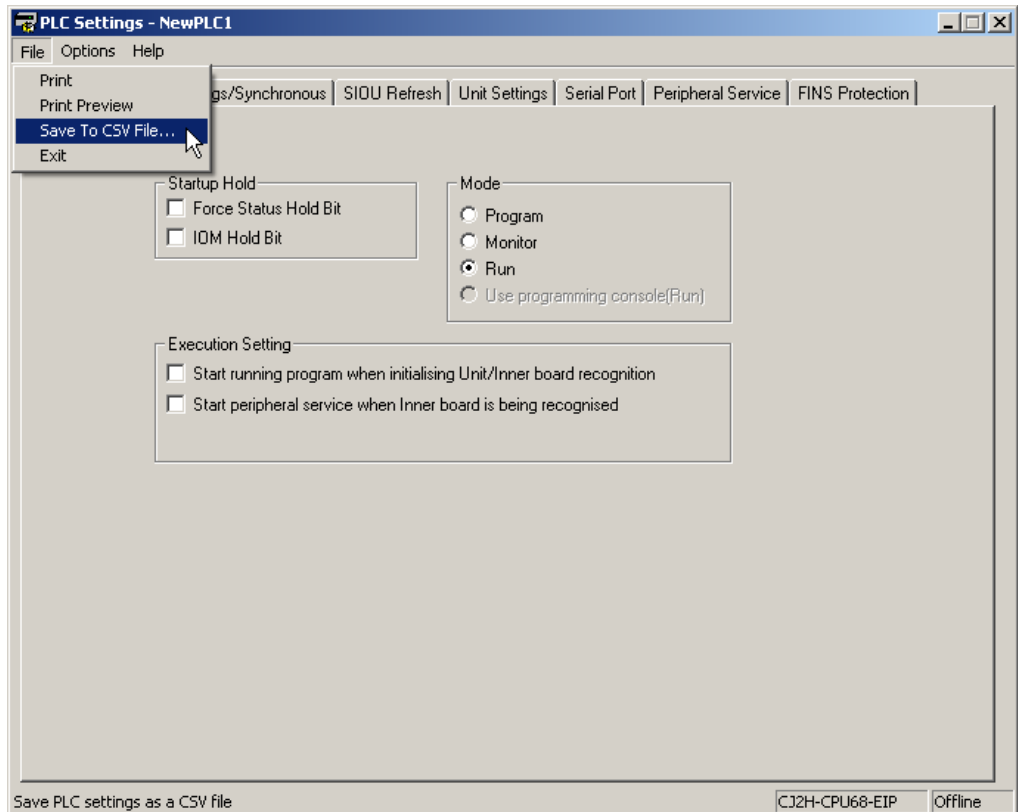 PLC Settings - NewPLC1
File Options Help
Print
Print Preview
Save To CSV File...
Exit
gs/Synchronous SIOU Refresh Unit Settings Serial Port Peripheral Service FINS Protection
Startup Hold
Force Status Hold Bit
IOM Hold Bit
Mode
Program
Monitor
Run
Use programming console(Run)
Execution Setting
Start running program when initialising Unit/Inner board recognition
Start peripheral service when Inner board is being recognised
Save PLC settings as a CSV file CJ2H-CPU68-EIP Offline